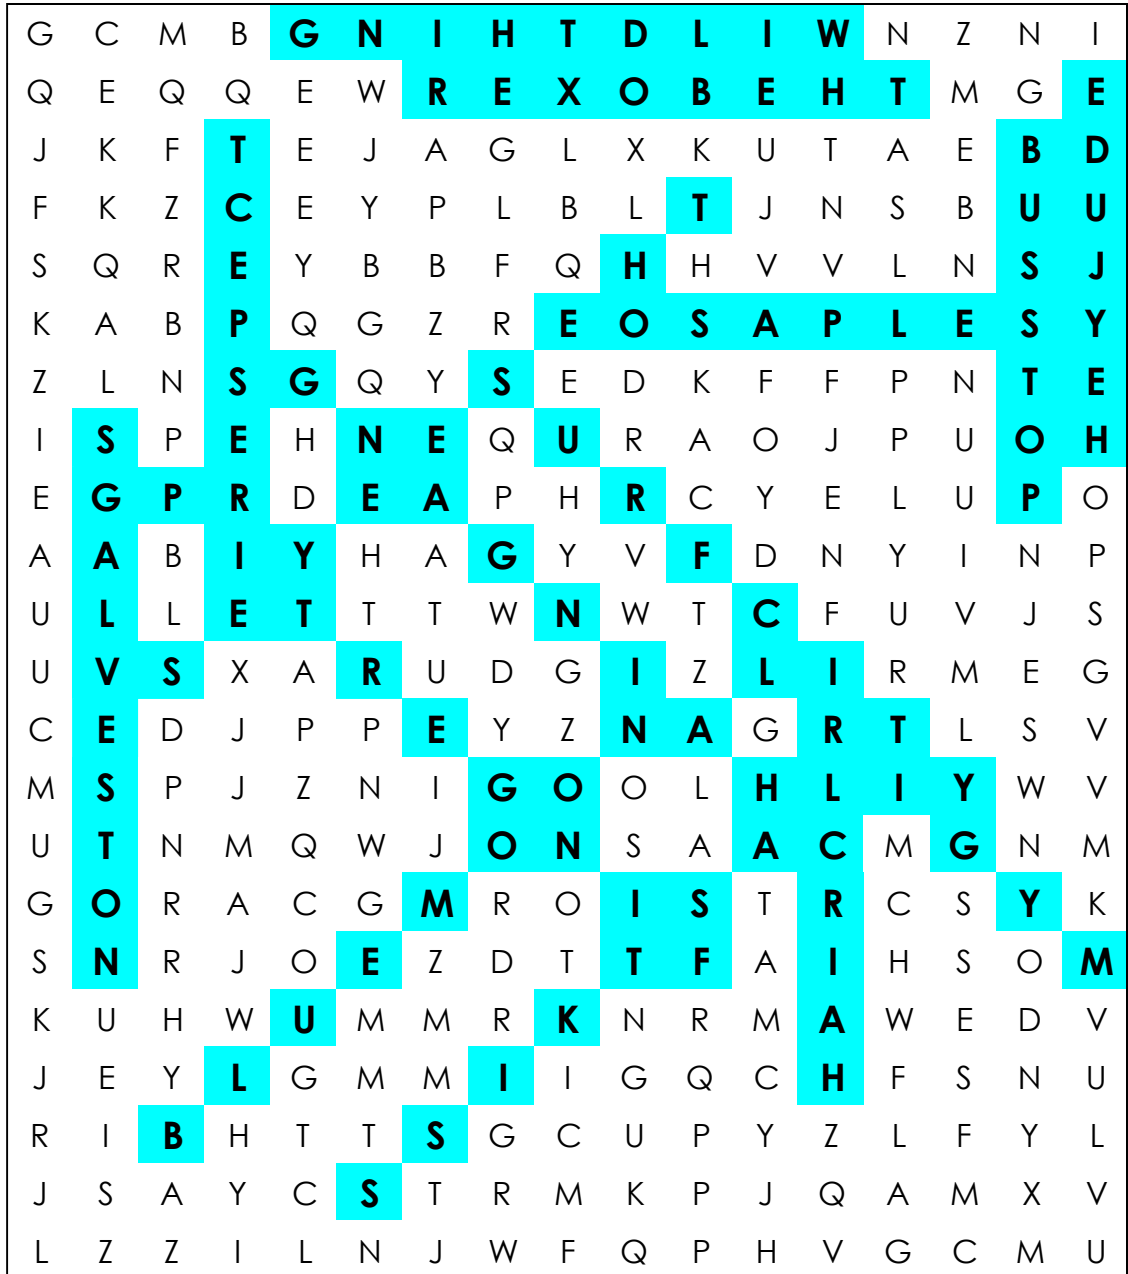 G C M B G N I H T D L I W N Z N I
Q E Q Q E W R E X O B E H T M G E
J K F T E J A G L X K U T A E B D
F K Z C E Y P L B L T J N S B U U
S Q R E Y B B F Q H H V V L N S J
K A B P Q G Z R E O S A P L E S Y
Z L N S G Q Y S E D K F F P N T E
I S P E H N E Q U R A O J P U O H
E G P R D E A P H R C Y E L U P O
A A B I Y H A G Y V F D N Y I N P
U L L E T T T W N W T C F U V J S
U V S X A R U D G I Z L I R M E G
C E D J P P E Y Z N A G R T L S V
M S P J Z N I G O O L H L I Y W V
U T N M Q W J O N S A A C M G N M
G O R A C G M R O I S T R C S Y K
S N R J O E Z D T T F A I H S O M
K U H W U M M R K N R M A W E D V
J E Y L G M M I I G Q C H F S N U
R I B H T T S G C U P Y Z L F Y L
J S A Y C S T R M K P J Q A M X V
L Z Z I L N J W F Q P H V G C M U